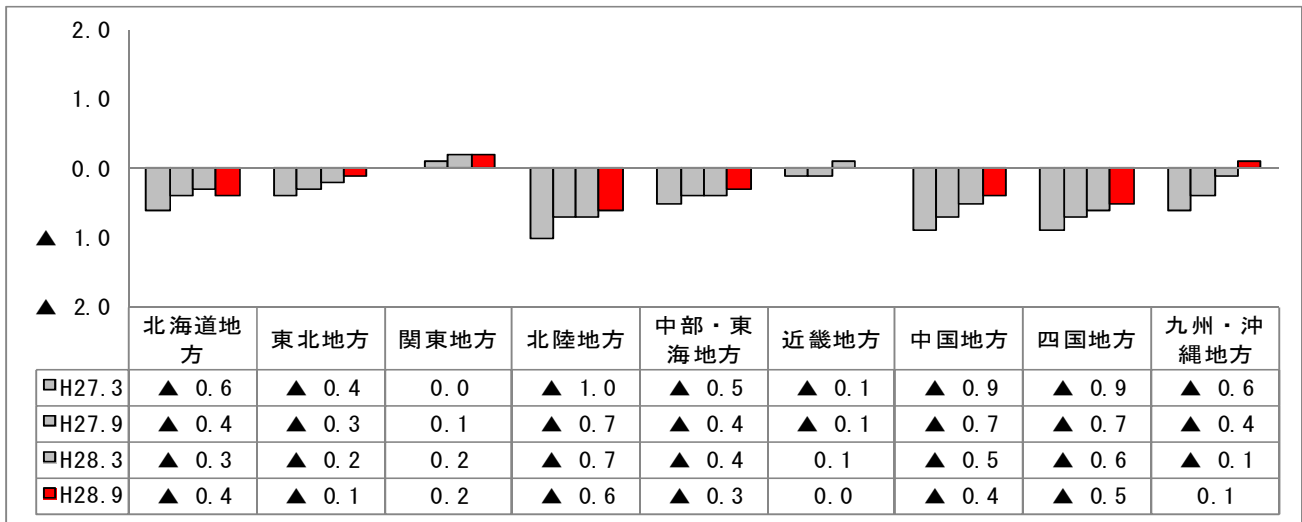 2.0
1.0
0.0
▲ 1.0
▲ 2.0
北海道地方 東北地方 関東地方 北陸地方 中部・東海地方 近畿地方 中国地方 四国地方 九州・沖縄地方
H27.3 ▲ 0.6 ▲ 0.4 0.0 ▲ 1.0 ▲ 0.5 ▲ 0.1 ▲ 0.9 ▲ 0.9 ▲ 0.6
H27.9 ▲ 0.4 ▲ 0.3 0.1 ▲ 0.7 ▲ 0.4 ▲ 0.1 ▲ 0.7 ▲ 0.7 ▲ 0.4
H28.3 ▲ 0.3 ▲ 0.2 0.2 ▲ 0.7 ▲ 0.4 0.1 ▲ 0.5 ▲ 0.6 ▲ 0.1
H28.9 ▲ 0.4 ▲ 0.1 0.2 ▲ 0.6 ▲ 0.3 0.0 ▲ 0.4 ▲ 0.5 0.1